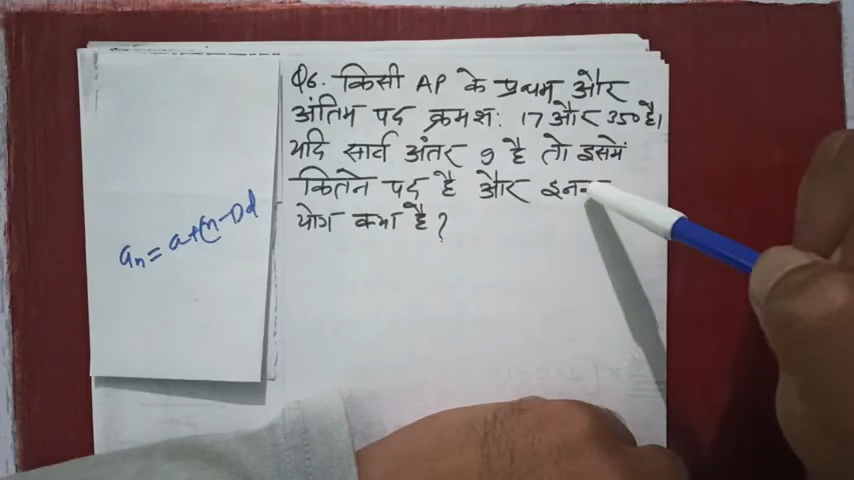 Q6. किसी AP के प्रथम और
अंतिम पद क्रमश: 17 और 350 है।
यदि सार्व अंतर 9 है तो इसमें
कितने पद है और
योग क्या है?
an = a+(n-1)d